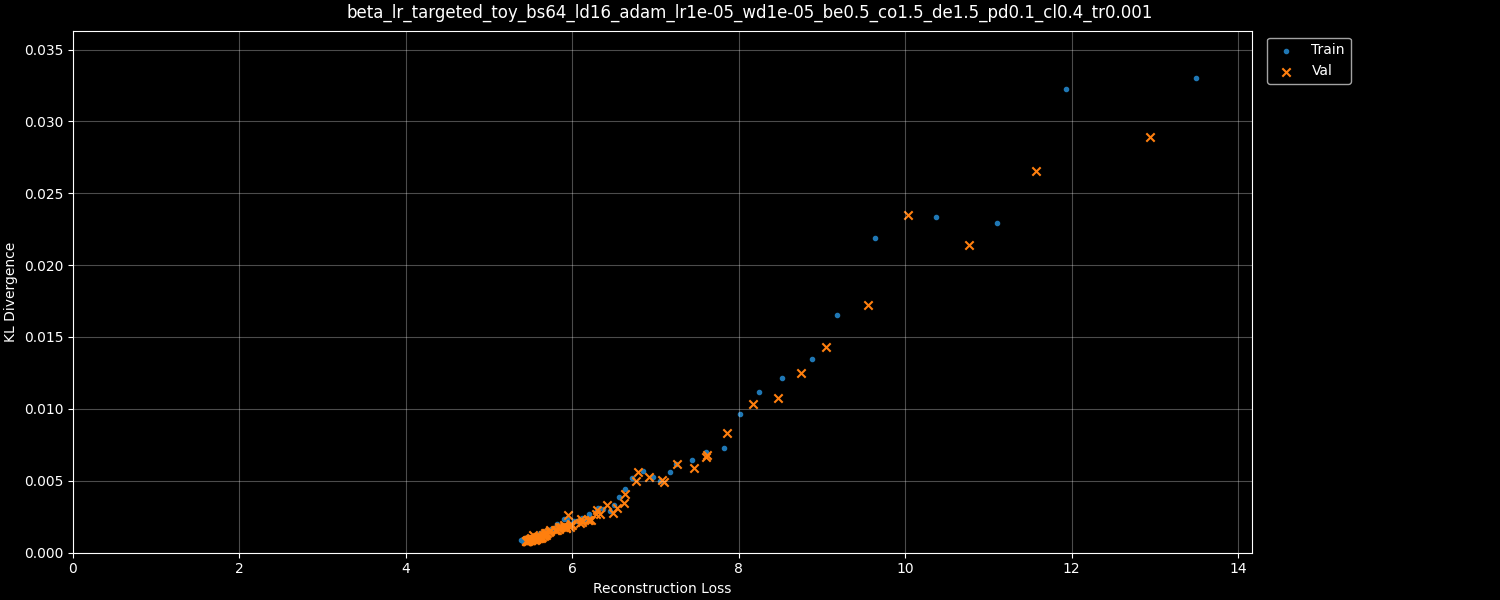 beta_lr_targeted_toy_bs64_ld16_adam_lr1e-05_wd1e-05_be0.5_co1.5_de1.5_pd0.1_cl0.4_tr0.001
Train
Val
0.035
0.030
0.025
0.020
0.015
0.010
0.005
0.000
KL Divergence
0 2 4 6 8 10 12 14
Reconstruction Loss